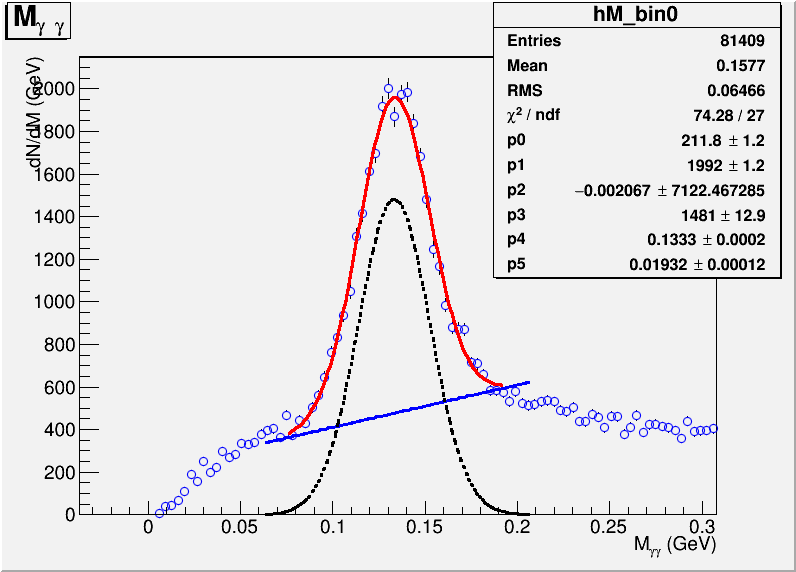 M_γγ
hM_bin0
Entries 81409
Mean 0.1577
RMS 0.06466
χ² / ndf 74.28 / 27
p0 211.8 ± 1.2
p1 1992 ± 1.2
p2 −0.002067 ± 7122.467285
p3 1481 ± 12.9
p4 0.1333 ± 0.0002
p5 0.01932 ± 0.00012
dN/dM (GeV)
2000
1800
1600
1400
1200
1000
800
600
400
200
0
0 0.05 0.1 0.15 0.2 0.25 0.3
M_γγ (GeV)